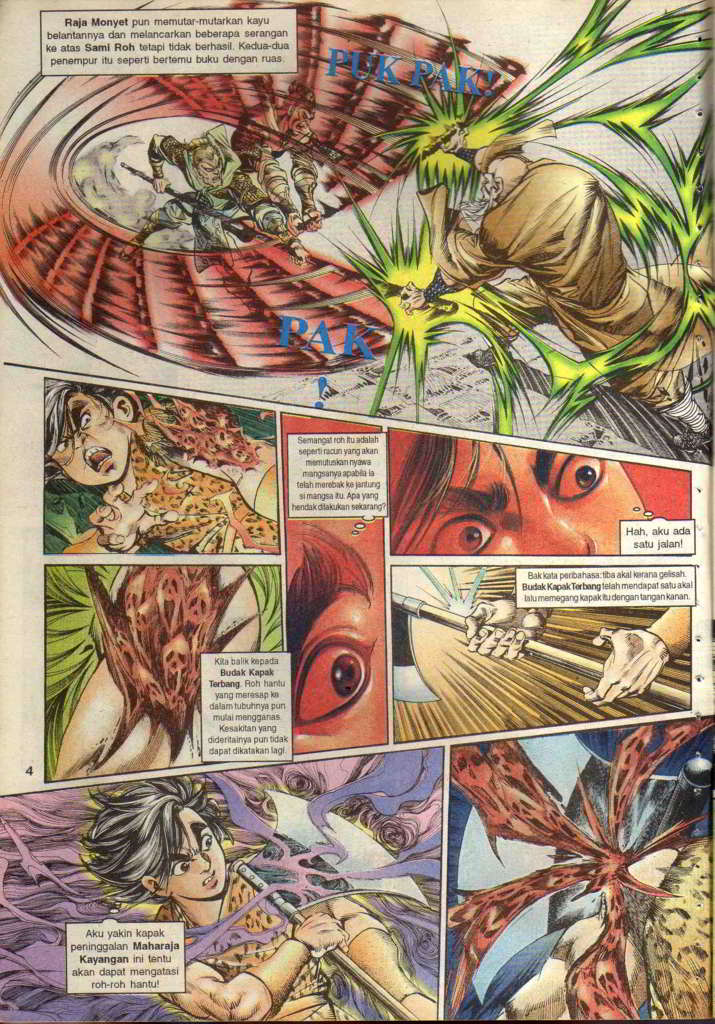 Raja Monyet pun memutar-mutarkan kayu
belantannya dan melancarkan beberapa serangan
ke atas Sami Roh tetapi tidak berhasil. Kedua-dua
penempur itu seperti bertemu buku dengan ruas.
PUK PAK!
PAK
!
Semangat roh itu adalah
seperti racun yang akan
memutuskan nyawa
mangsanya apabila ia
telah merebak ke jantung
si mangsa itu. Apa yang
hendak ditakukan sekarang?
Hah, aku ada
satu jalan!
Kita balik kepada
Budak Kapak
Terbang. Roh hantu
yang meresap ke
dalam tubuhnya pun
mulai mengganas.
Kesakitan yang
dideritainya pun tidak
dapat dikatakan lagi.
Bak kata peribahasa: tiba akal kerana gelisah.
Budak Kapak Terbang telah mendapat satu akal
lalu memegang kapak itu dengan tangan kanan.
4
Aku yakin kapak
peninggalan Maharaja
Kayangan ini tentu
akan dapat mengatasi
roh-roh hantu!